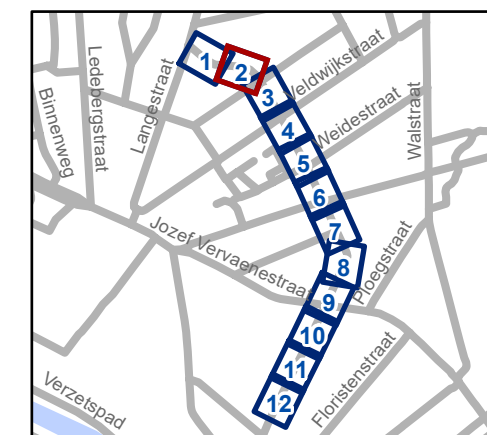 Binnenweg
Ledebergstraat
Langestraat
Veldwijkstraat
Weidestraat
Walstraat
Jozef Vervaenestraat
Ploegstraat
Floristenstraat
Verzetspad
1
2
3
4
5
6
7
8
9
10
11
12